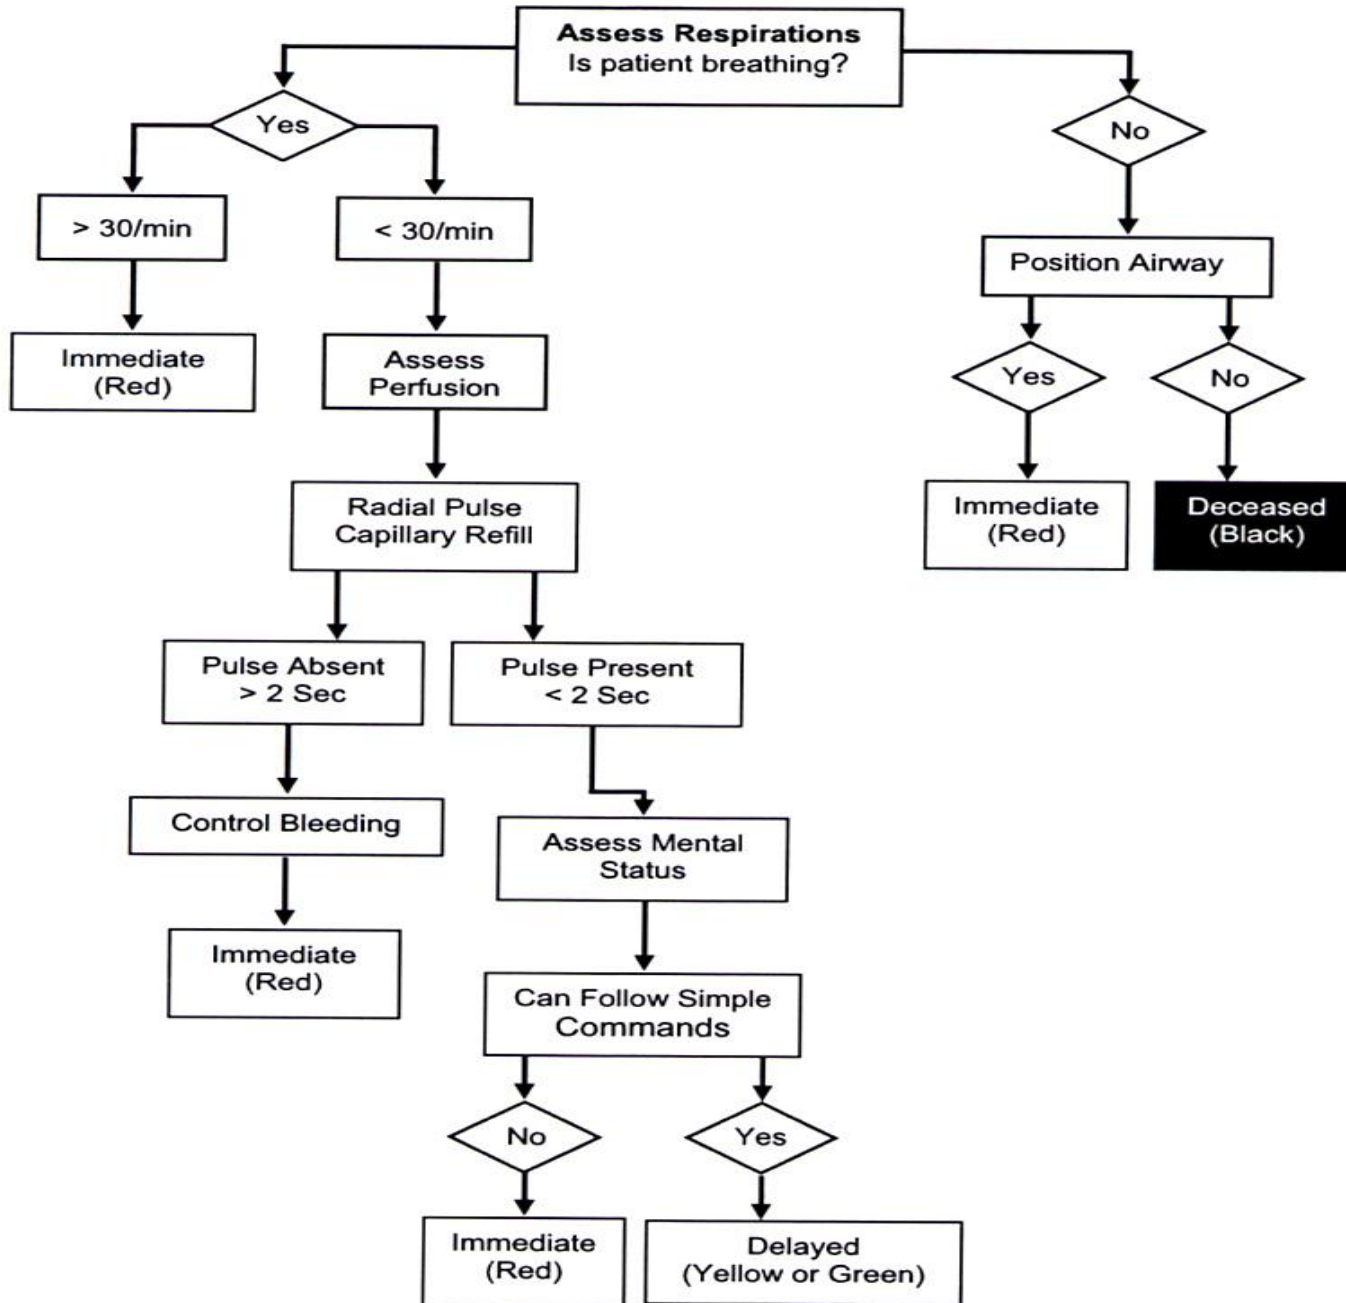 Assess Respirations
Is patient breathing?
Yes
No
> 30/min
< 30/min
Position Airway
Immediate
(Red)
Assess
Perfusion
Yes
No
Radial Pulse
Capillary Refill
Immediate
(Red)
Deceased
(Black)
Pulse Absent
> 2 Sec
Pulse Present
< 2 Sec
Control Bleeding
Assess Mental
Status
Immediate
(Red)
Can Follow Simple
Commands
No
Yes
Immediate
(Red)
Delayed
(Yellow or Green)